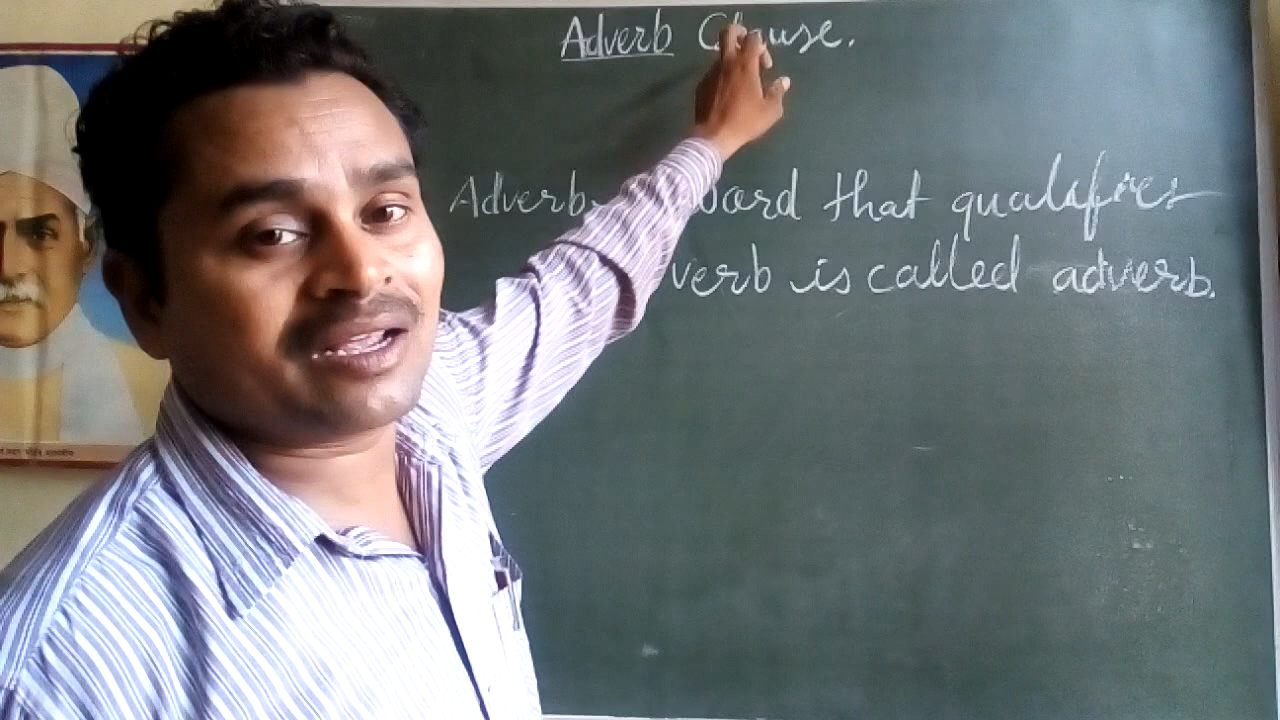 Adverb Clause.
Adverb word that qualifies
verb is called adverb.